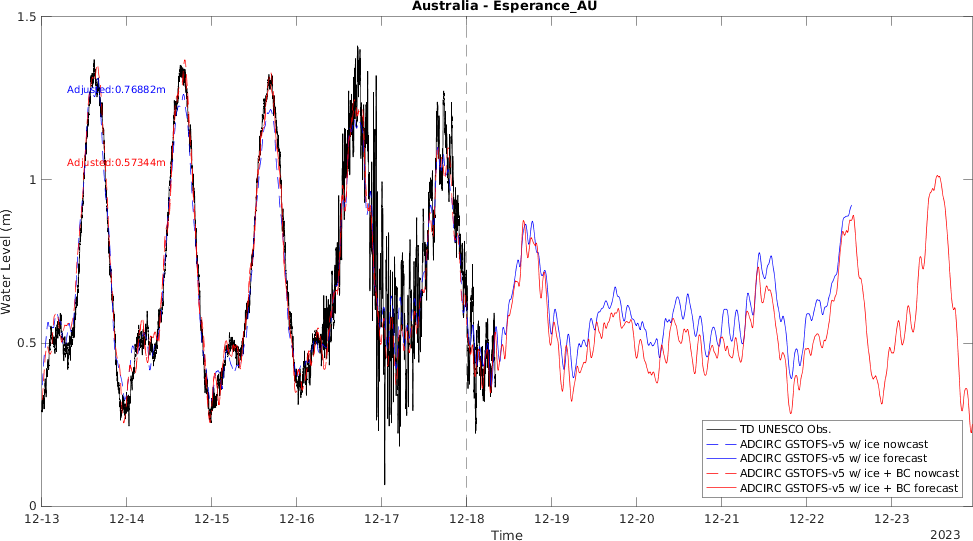 Australia - Esperance_AU
1.5
Adjusted:0.76882m
Adjusted:0.57344m
1
Water Level (m)
0.5
0
TD UNESCO Obs.
ADCIRC GSTOFS-v5 w/ ice nowcast
ADCIRC GSTOFS-v5 w/ ice forecast
ADCIRC GSTOFS-v5 w/ ice + BC nowcast
ADCIRC GSTOFS-v5 w/ ice + BC forecast
12-13 12-14 12-15 12-16 12-17 12-18 12-19 12-20 12-21 12-22 12-23
Time
2023